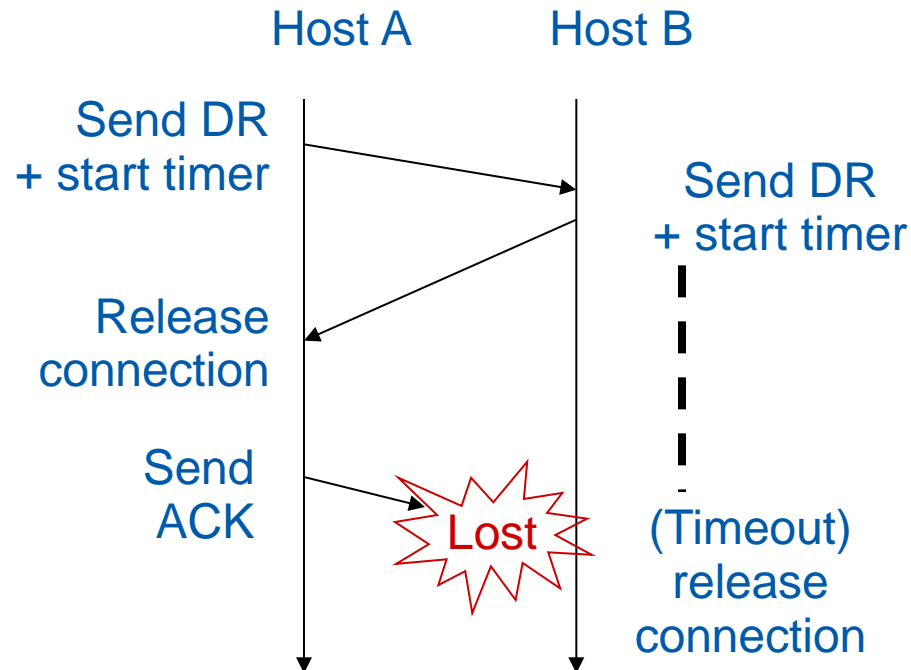 Host A
Host B
Send DR
+ start timer
Send DR
+ start timer
Release
connection
Send
ACK
Lost
(Timeout)
release
connection